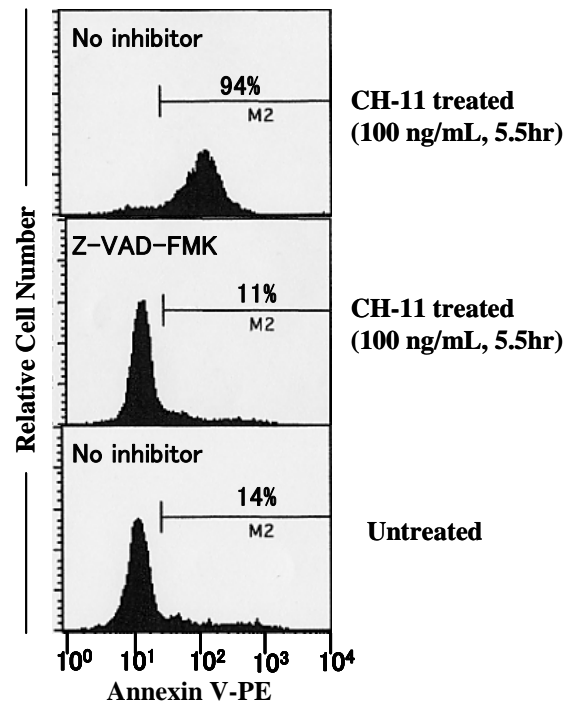 Relative Cell Number
No inhibitor
94%
M2
CH-11 treated
(100 ng/mL, 5.5hr)
Z-VAD-FMK
11%
M2
CH-11 treated
(100 ng/mL, 5.5hr)
No inhibitor
14%
M2
Untreated
10⁰ 10¹ 10² 10³ 10⁴
Annexin V-PE